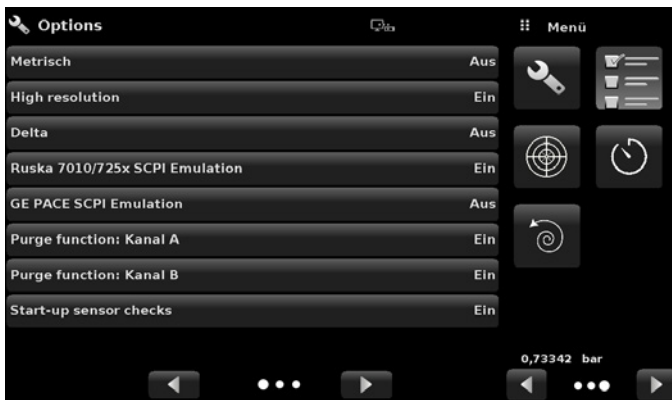 Options
Menü
Metrisch Aus
High resolution Ein
Delta Aus
Ruska 7010/725x SCPI Emulation Ein
GE PACE SCPI Emulation Aus
Purge function: Kanal A Ein
Purge function: Kanal B Ein
Start-up sensor checks Ein
0,73342 bar